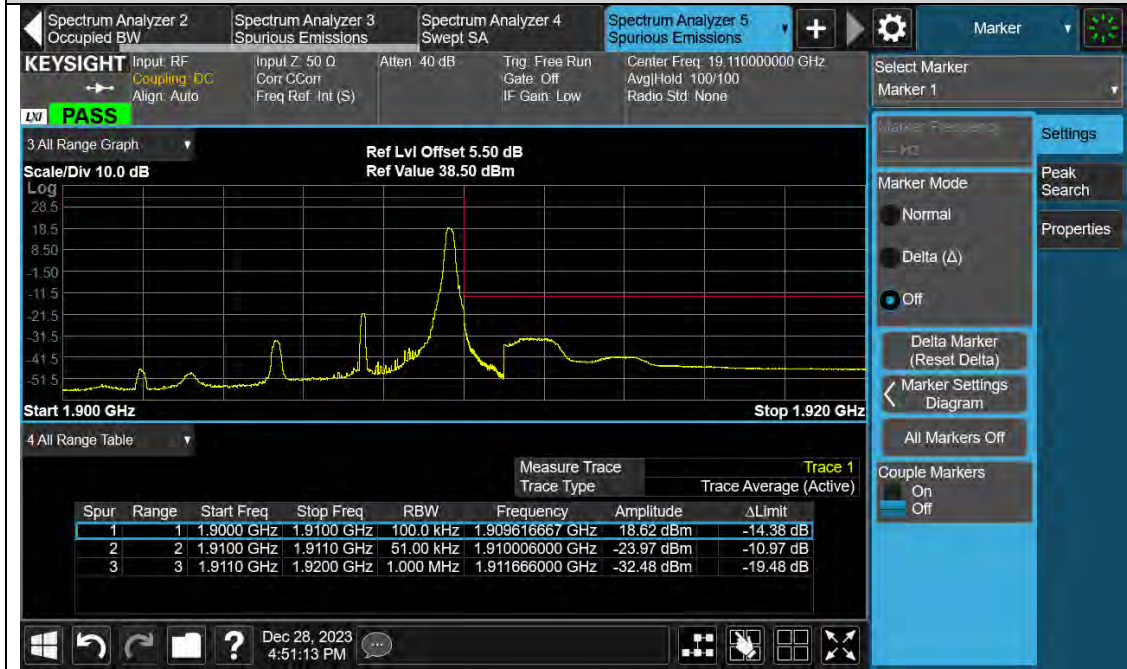 Spectrum Analyzer 2 Spectrum Analyzer 3 Spectrum Analyzer 4 Spectrum Analyzer 5
Occupied BW Spurious Emissions Swept SA Spurious Emissions
Marker
KEYSIGHT Input: RF Input Z: 50 Ω Atten: 40 dB Trig: Free Run Center Freq: 19.110000000 GHz
Coupling: DC Corr CCorr Gate: Off Avg|Hold: 100/100
Align: Auto Freq Ref: Int (S) IF Gain: Low Radio Std: None
LXI PASS
3 All Range Graph
Ref Lvl Offset 5.50 dB
Scale/Div 10.0 dB Ref Value 38.50 dBm
Log
28.5
18.5
8.50
-1.50
-11.5
-21.5
-31.5
-41.5
-51.5
Start 1.900 GHz Stop 1.920 GHz
4 All Range Table
Measure Trace Trace 1
Trace Type Trace Average (Active)
Spur Range Start Freq Stop Freq RBW Frequency Amplitude ΔLimit
1 1 1.9000 GHz 1.9100 GHz 100.0 kHz 1.909616667 GHz 18.62 dBm -14.38 dB
2 2 1.9100 GHz 1.9110 GHz 51.00 kHz 1.910006000 GHz -23.97 dBm -10.97 dB
3 3 1.9110 GHz 1.9200 GHz 1.000 MHz 1.911666000 GHz -32.48 dBm -19.48 dB
Dec 28, 2023
4:51:13 PM
Select Marker
Marker 1
Marker Frequency
--- Hz
Marker Mode
Normal
Delta (Δ)
Off
Delta Marker
(Reset Delta)
Marker Settings
Diagram
All Markers Off
Couple Markers
On
Off
Settings
Peak
Search
Properties